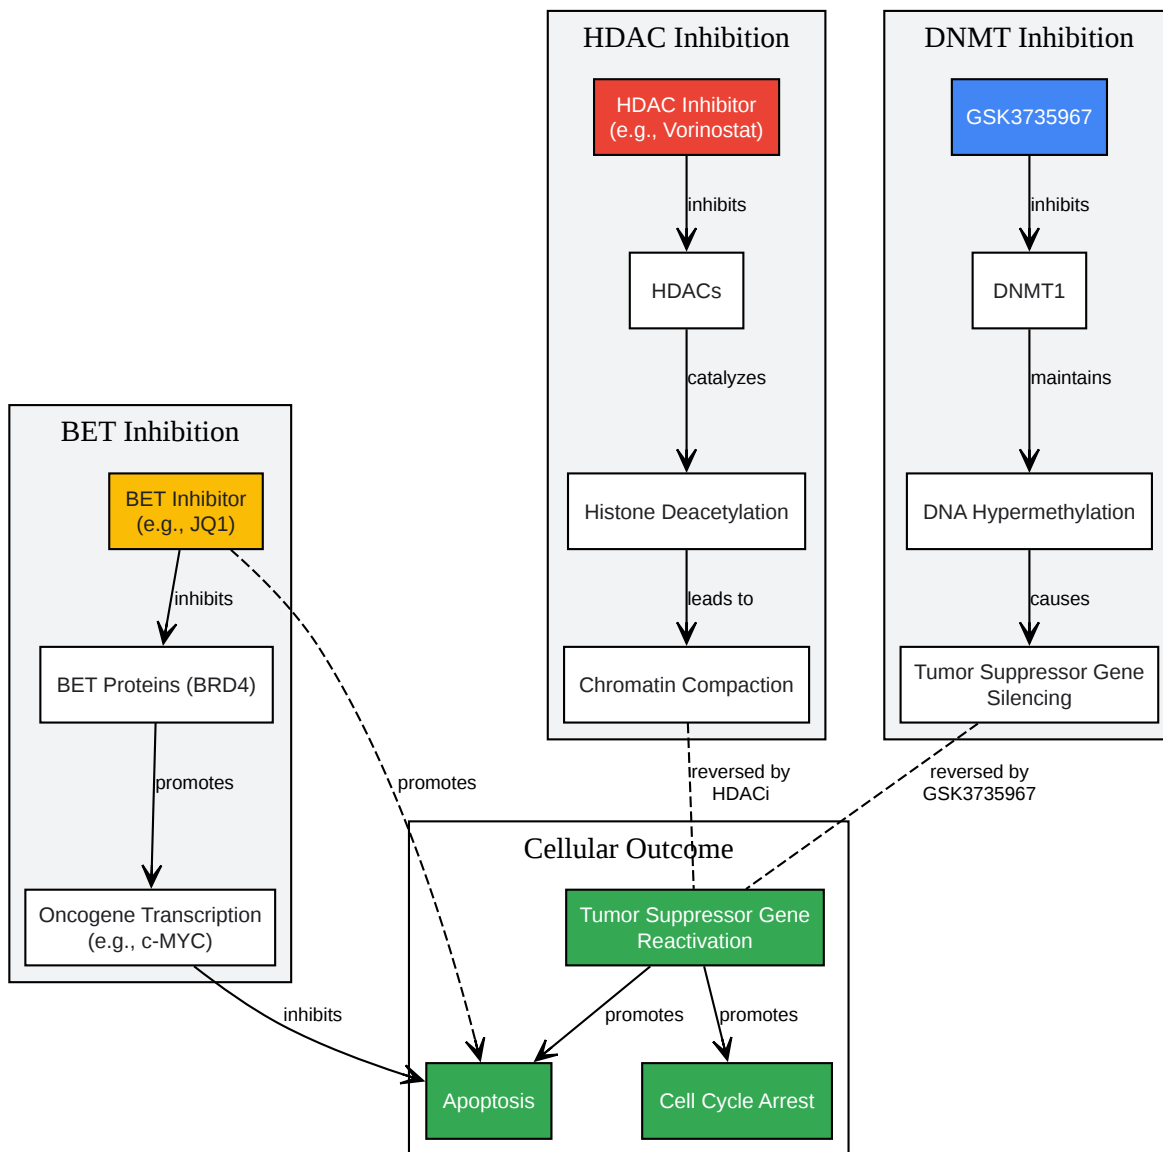 HDAC Inhibition
HDAC Inhibitor
(e.g., Vorinostat)
inhibits
HDACs
catalyzes
Histone Deacetylation
leads to
Chromatin Compaction
reversed by
HDACi
DNMT Inhibition
GSK3735967
inhibits
DNMT1
maintains
DNA Hypermethylation
causes
Tumor Suppressor Gene
Silencing
reversed by
GSK3735967
BET Inhibition
BET Inhibitor
(e.g., JQ1)
inhibits
BET Proteins (BRD4)
promotes
Oncogene Transcription
(e.g., c-MYC)
inhibits
promotes
Cellular Outcome
Tumor Suppressor Gene
Reactivation
promotes
promotes
Apoptosis
Cell Cycle Arrest